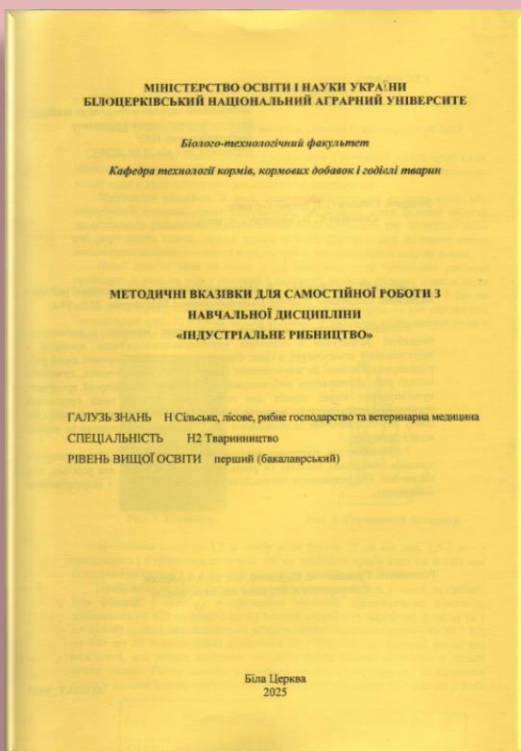 МІНІСТЕРСТВО ОСВІТИ І НАУКИ УКРАЇНИ
БІЛОЦЕРКІВСЬКИЙ НАЦІОНАЛЬНИЙ АГРАРНИЙ УНІВЕРСИТЕ
Біолого-технологічний факультет
Кафедра технології кормів, кормових добавок і годівлі тварин
МЕТОДИЧНІ ВКАЗІВКИ ДЛЯ САМОСТІЙНОЇ РОБОТИ З
НАВЧАЛЬНОЇ ДИСЦИПЛІНИ
«ІНДУСТРІАЛЬНЕ РИБНИЦТВО»
ГАЛУЗЬ ЗНАНЬ Н Сільське, лісове, рибне господарство та ветеринарна медицина
СПЕЦІАЛЬНІСТЬ Н2 Тваринництво
РІВЕНЬ ВИЩОЇ ОСВІТИ перший (бакалаврський)
Біла Церква
2025